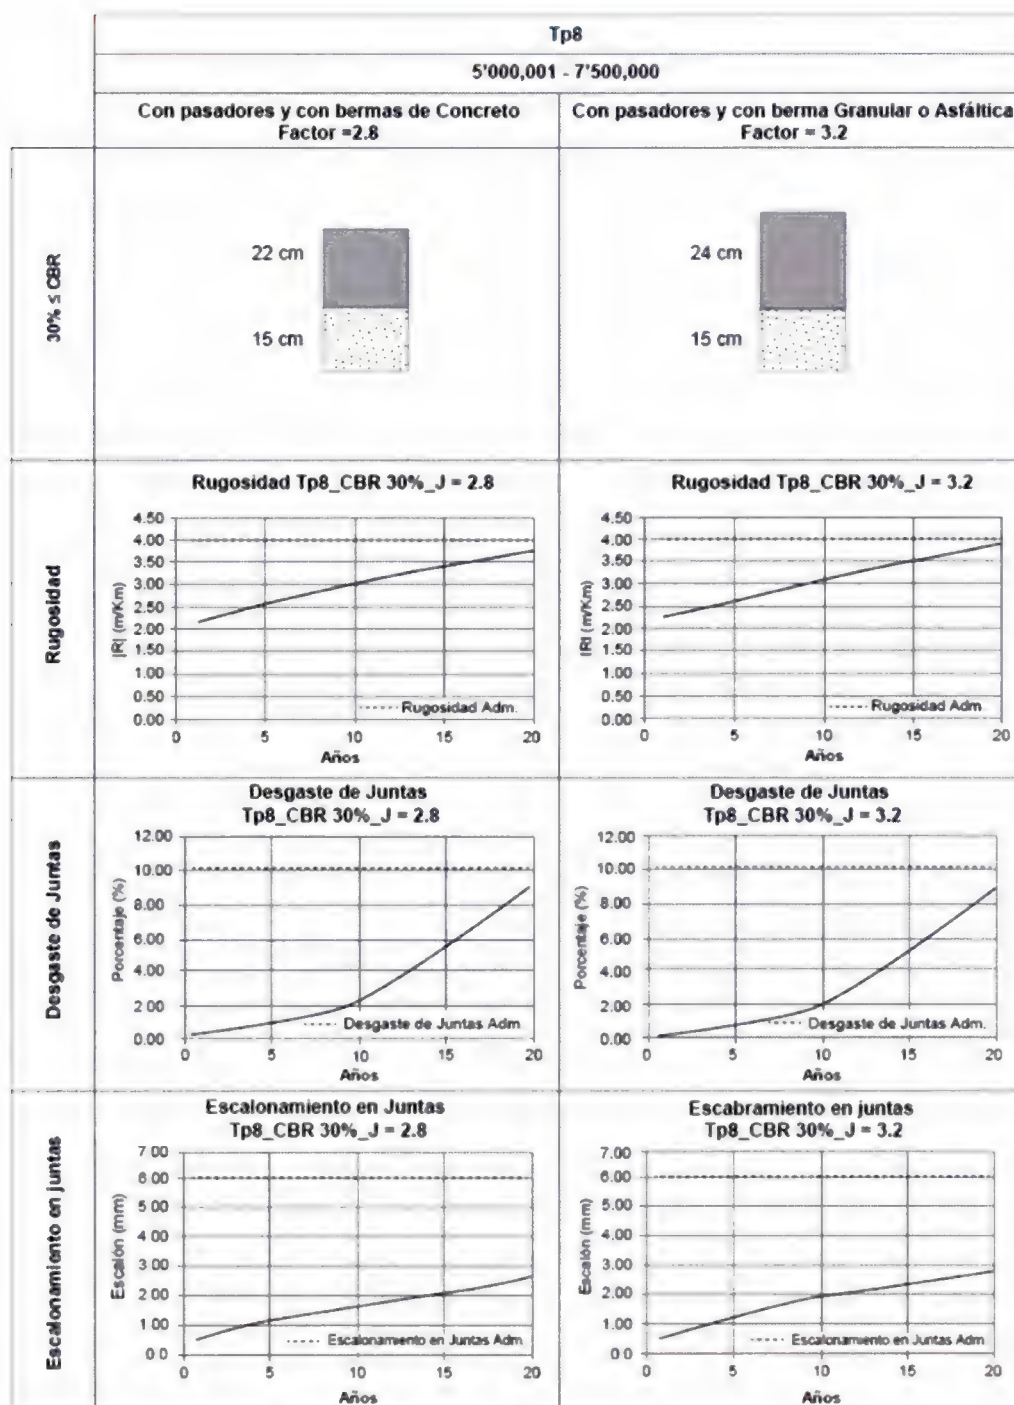 Tp8
5'000,001 - 7'500,000
Con pasadores y con bermas de Concreto
Factor =2.8
Con pasadores y con berma Granular o Asfáltica
Factor = 3.2
30% ≤ CBR
22 cm
15 cm
24 cm
15 cm
Rugosidad
Rugosidad Tp8_CBR 30%_J = 2.8
4.50
4.00
3.50
3.00
2.50
2.00
1.50
1.00
0.50
0.00
|R| (m/Km)
Rugosidad Adm.
0 5 10 15 20
Años
Rugosidad Tp8_CBR 30%_J = 3.2
4.50
4.00
3.50
3.00
2.50
2.00
1.50
1.00
0.50
0.00
IRI (m/Km)
Rugosidad Adm.
0 5 10 15 20
Años
Desgaste de Juntas
Desgaste de Juntas
Tp8_CBR 30%_J = 2.8
12.00
10.00
8.00
6.00
4.00
2.00
0.00
Porcentaje (%)
Desgaste de Juntas Adm.
0 5 10 15 20
Años
Desgaste de Juntas
Tp8_CBR 30%_J = 3.2
12.00
10.00
8.00
6.00
4.00
2.00
0.00
Porcentaje (%)
Desgaste de Juntas Adm.
0 5 10 15 20
Años
Escalonamiento en juntas
Escalonamiento en Juntas
Tp8_CBR 30%_J = 2.8
7.00
6.00
5.00
4.00
3.00
2.00
1.00
0.0
Escalón (mm)
Escalonamiento en Juntas Adm.
0 5 10 15 20
Años
Escabramiento en juntas
Tp8_CBR 30%_J = 3.2
7.00
6.00
5.00
4.00
3.00
2.00
1.00
0.00
Escalón (mm)
Escalonamiento en Juntas Adm
0 5 10 15 20
Años